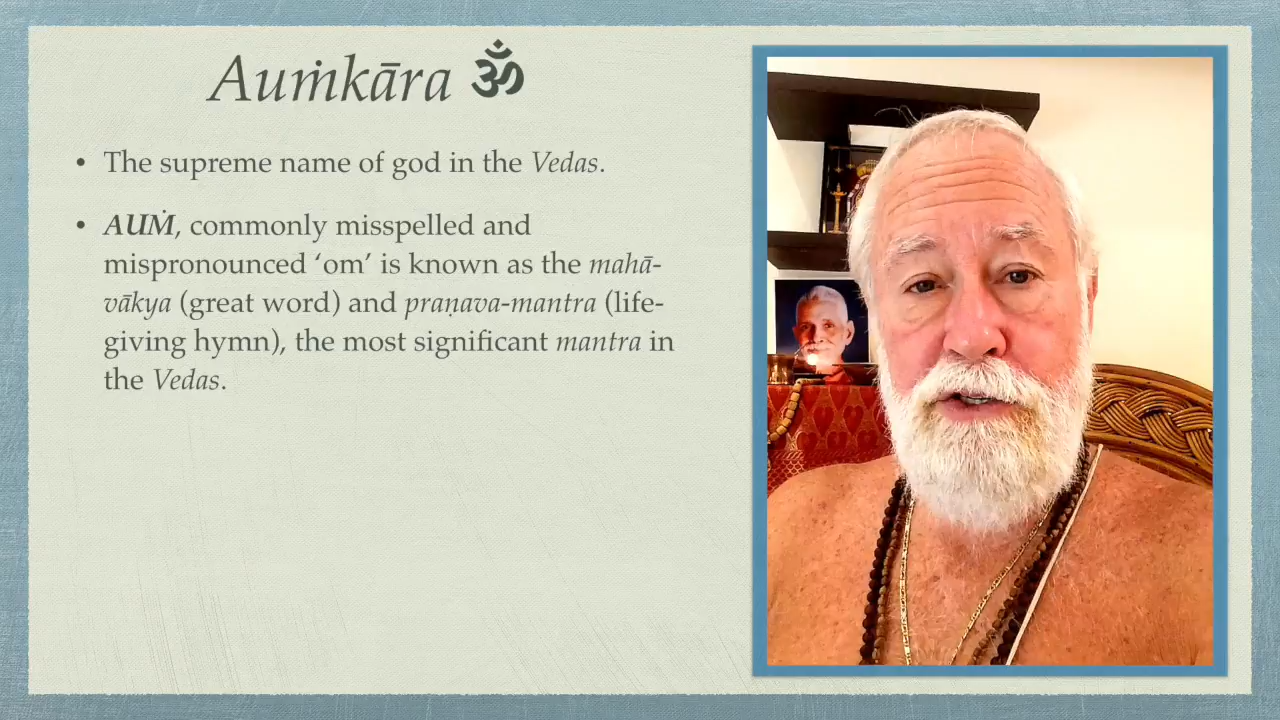 Auṁkāra ॐ
• The supreme name of god in the Vedas.
• AUṀ, commonly misspelled and
mispronounced ‘om’ is known as the mahā-
vākya (great word) and praṇava-mantra (life-
giving hymn), the most significant mantra in
the Vedas.